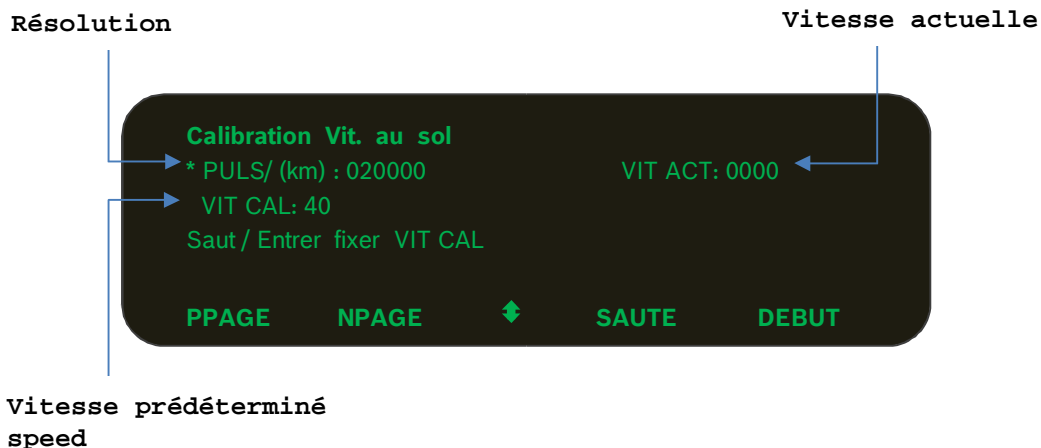 Résolution
Vitesse actuelle
Calibration Vit. au sol
* PULS/ (km) : 020000 VIT ACT: 0000
VIT CAL: 40
Saut / Entrer fixer VIT CAL
PPAGE NPAGE SAUTE DEBUT
Vitesse prédéterminé
speed